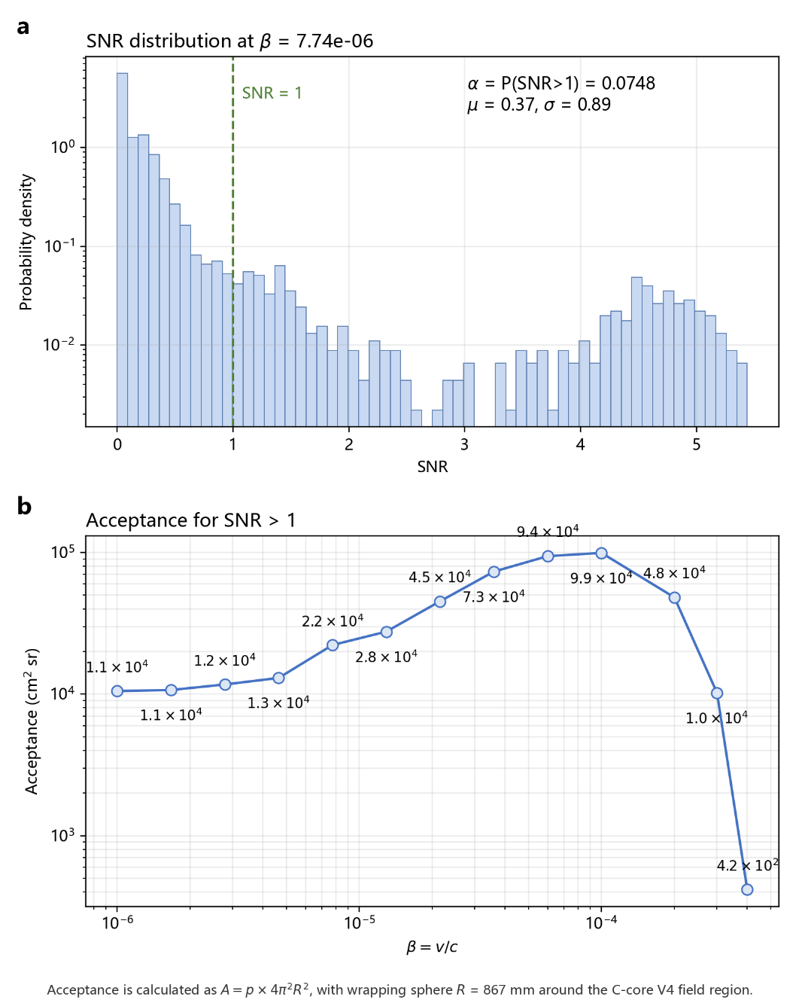 a
SNR distribution at β = 7.74e-06
SNR = 1
α = P(SNR>1) = 0.0748
μ = 0.37, σ = 0.89
10⁰
10⁻¹
10⁻²
Probability density
0 1 2 3 4 5
SNR
b
Acceptance for SNR > 1
9.4 × 10⁴
10⁵
4.5 × 10⁴
9.9 × 10⁴
4.8 × 10⁴
7.3 × 10⁴
2.2 × 10⁴
2.8 × 10⁴
1.1 × 10⁴
1.2 × 10⁴
10⁴
1.3 × 10⁴
1.1 × 10⁴
1.0 × 10⁴
10³
4.2 × 10²
Acceptance (cm² sr)
10⁻⁶ 10⁻⁵ 10⁻⁴
β = v/c
Acceptance is calculated as A = p × 4π²R², with wrapping sphere R = 867 mm around the C-core V4 field region.